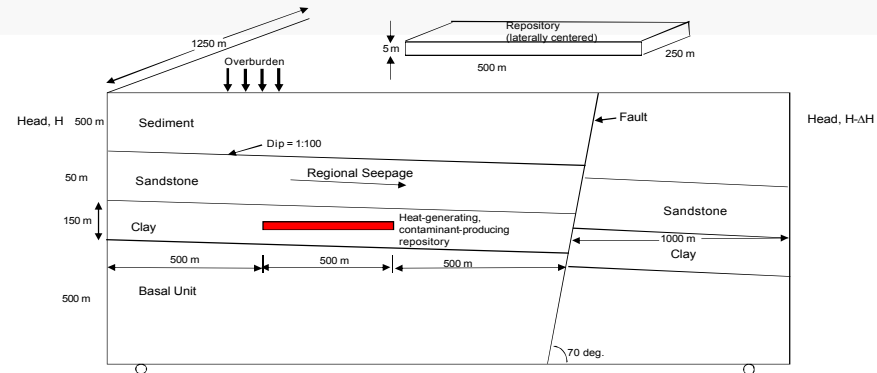 1250 m
Repository
(laterally centered)
5 m
250 m
500 m
Overburden
Head, H
500 m
Sediment
Fault
Head, H-ΔH
Dip = 1:100
50 m
Sandstone
Regional Seepage
Sandstone
150 m
Clay
Heat-generating,
contaminant-producing
repository
1000 m
Clay
500 m
500 m
500 m
500 m
Basal Unit
70 deg.